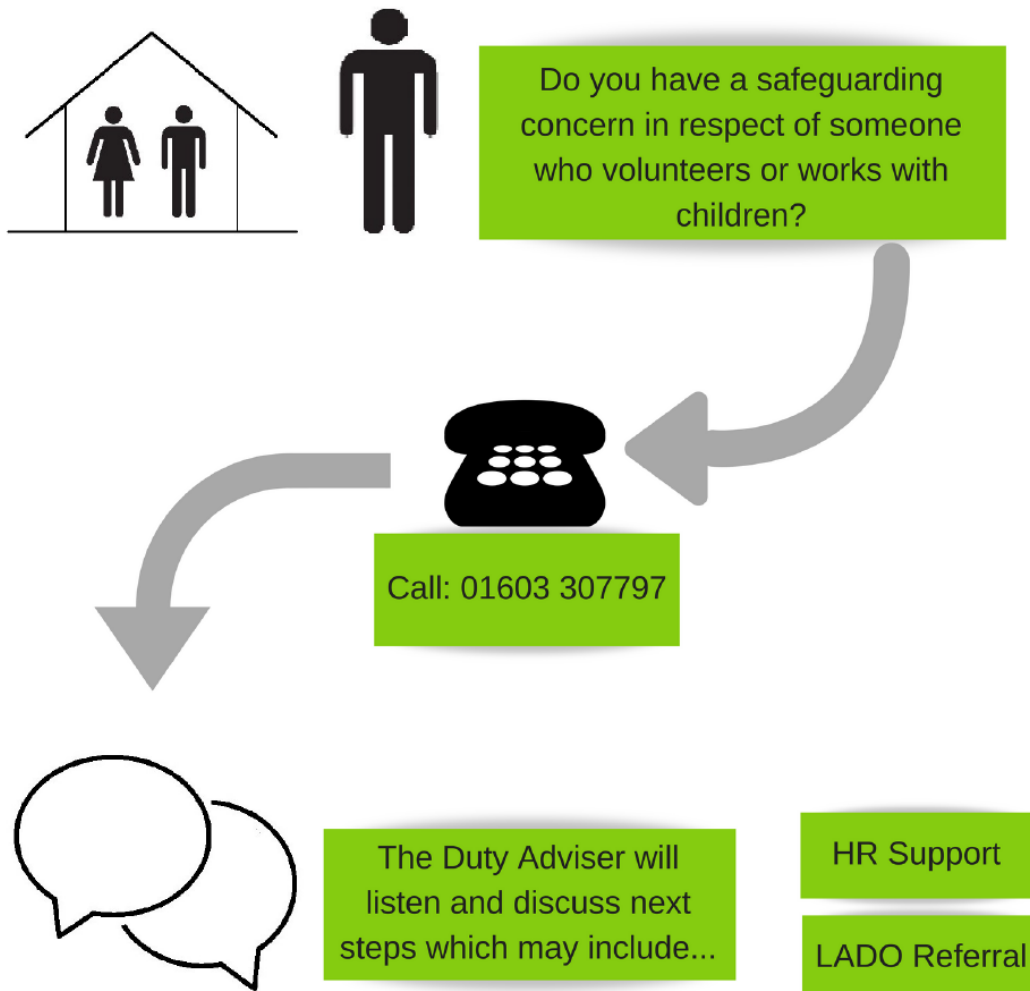 Do you have a safeguarding
concern in respect of someone
who volunteers or works with
children?
Call: 01603 307797
The Duty Adviser will
listen and discuss next
steps which may include...
HR Support
LADO Referral